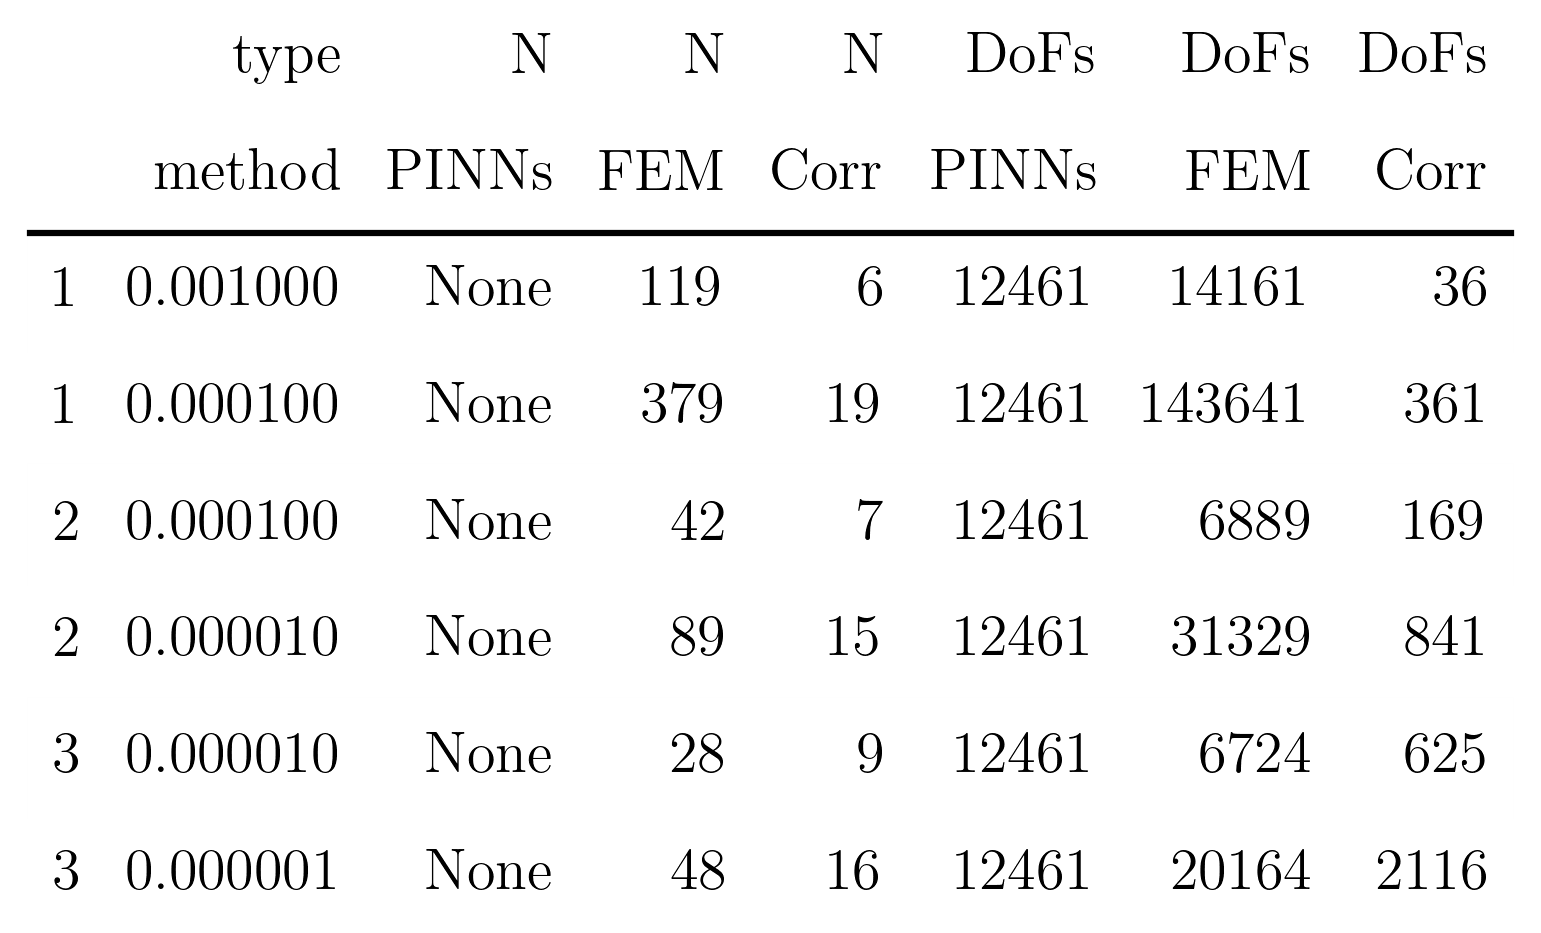 type N N N DoFs DoFs DoFs
method PINNs FEM Corr PINNs FEM Corr
1 0.001000 None 119 6 12461 14161 36
1 0.000100 None 379 19 12461 143641 361
2 0.000100 None 42 7 12461 6889 169
2 0.000010 None 89 15 12461 31329 841
3 0.000010 None 28 9 12461 6724 625
3 0.000001 None 48 16 12461 20164 2116